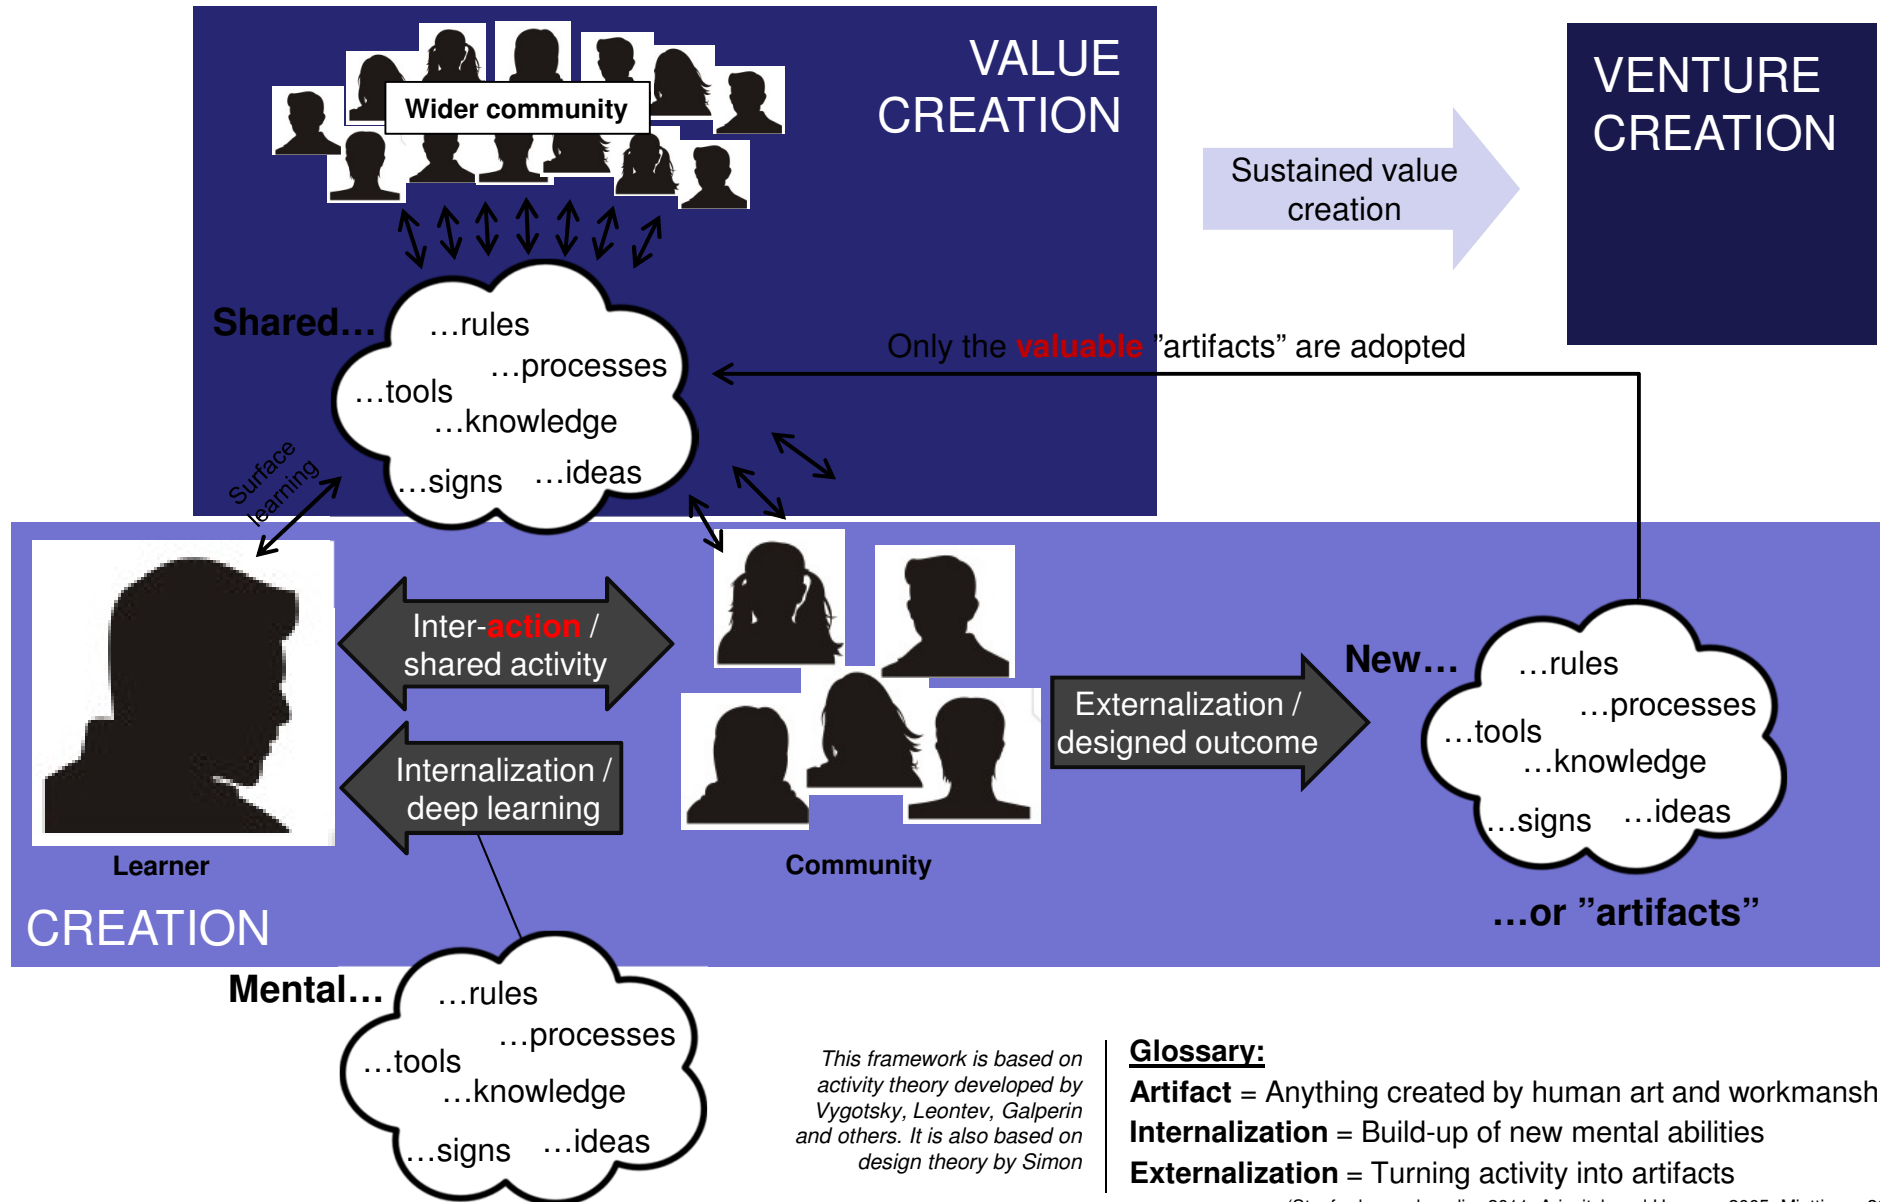 VALUE
CREATION
VENTURE
CREATION
Wider community
Sustained value
creation
Shared…
…rules
…processes
…tools
…knowledge
…signs
…ideas
Only the valuable ”artifacts” are adopted
Surface
learning
Inter-action /
shared activity
Internalization /
deep learning
Learner
Community
Externalization /
designed outcome
New…
…rules
…processes
…tools
…knowledge
…signs
…ideas
…or ”artifacts”
CREATION
Mental…
…rules
…processes
…tools
…knowledge
…signs
…ideas
This framework is based on
activity theory developed by
Vygotsky, Leontev, Galperin
and others. It is also based on
design theory by Simon
Glossary:
Artifact = Anything created by human art and workmansh
Internalization = Build-up of new mental abilities
Externalization = Turning activity into artifacts